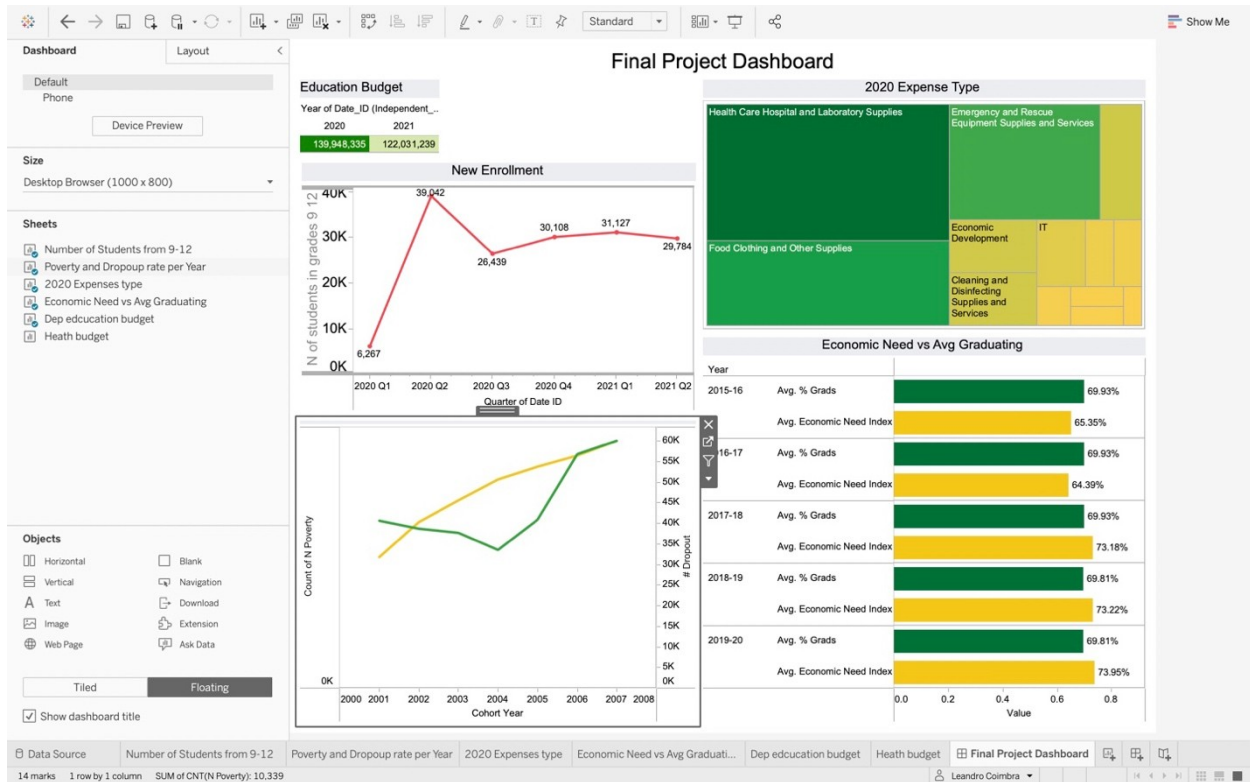 Standard
Show Me
Dashboard
Layout
Default
Phone
Device Preview
Size
Desktop Browser (1000 x 800)
Sheets
Number of Students from 9-12
Poverty and Dropoup rate per Year
2020 Expenses type
Economic Need vs Avg Graduating
Dep edcucation budget
Heath budget
Objects
Horizontal
Blank
Vertical
Navigation
A Text
Download
Image
Extension
Web Page
Ask Data
Tiled
Floating
Show dashboard title
Final Project Dashboard
Education Budget
Year of Date_ID (Independent_..
2020 2021
139,948,335 122,031,239
New Enrollment
N of students in grades 9 12
40K
30K
20K
10K
0K
6,267
39,042
26,439
30,108
31,127
29,784
2020 Q1 2020 Q2 2020 Q3 2020 Q4 2021 Q1 2021 Q2
Quarter of Date ID
2020 Expense Type
Health Care Hospital and Laboratory Supplies
Emergency and Rescue
Equipment Supplies and Services
Food Clothing and Other Supplies
Economic
Development
IT
Cleaning and
Disinfecting
Supplies and
Services
Count of N Poverty
0K
60K
55K
50K
45K
40K
35K
30K
25K
20K
15K
10K
5K
0K
# Dropout
2000 2001 2002 2003 2004 2005 2006 2007 2008
Cohort Year
Economic Need vs Avg Graduating
Year
2015-16 Avg. % Grads 69.93%
Avg. Economic Need Index 65.35%
16-17 Avg. % Grads 69.93%
Avg. Economic Need Index 64.39%
2017-18 Avg. % Grads 69.93%
Avg. Economic Need Index 73.18%
2018-19 Avg. % Grads 69.81%
Avg. Economic Need Index 73.22%
2019-20 Avg. % Grads 69.81%
Avg. Economic Need Index 73.95%
0.0 0.2 0.4 0.6 0.8
Value
Data Source
Number of Students from 9-12
Poverty and Dropoup rate per Year
2020 Expenses type
Economic Need vs Avg Graduati...
Dep edcucation budget
Heath budget
Final Project Dashboard
14 marks 1 row by 1 column SUM of CNT(N Poverty): 10,339
Leandro Coimbra